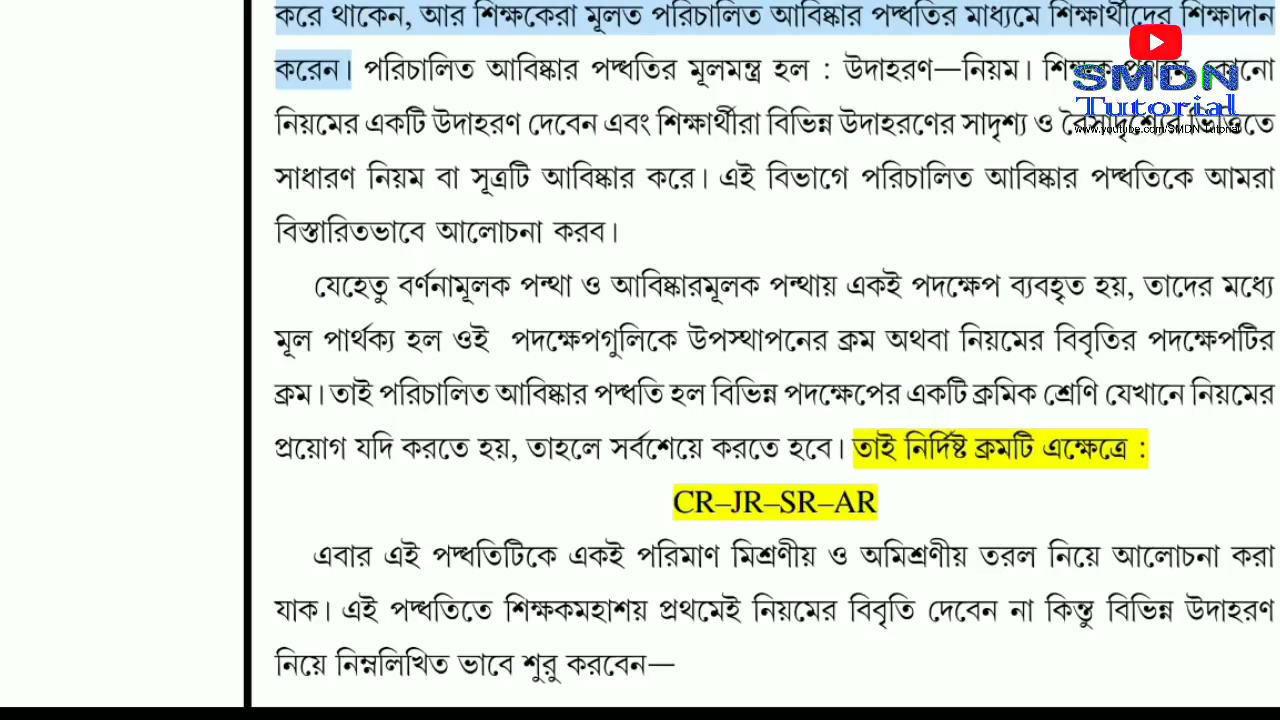 করে থাকেন, আর শিক্ষকেরা মূলত পরিচালিত আবিষ্কার পদ্ধতির মাধ্যমে শিক্ষার্থীদের শিক্ষাদান
করেন। পরিচালিত আবিষ্কার পদ্ধতির মূলমন্ত্র হল : উদাহরণ—নিয়ম। শিক্ষক
SMDN
Tutorial
www.youtube.com/SMDN Tutorial
নিয়মের একটি উদাহরণ দেবেন এবং শিক্ষার্থীরা বিভিন্ন উদাহরণের সাদৃশ্য ও বৈসাদৃশ্যের ভিত্তিতে
সাধারণ নিয়ম বা সূত্রটি আবিষ্কার করে। এই বিভাগে পরিচালিত আবিষ্কার পদ্ধতিকে আমরা
বিস্তারিতভাবে আলোচনা করব।
যেহেতু বর্ণনামূলক পন্থা ও আবিষ্কারমূলক পন্থায় একই পদক্ষেপ ব্যবহৃত হয়, তাদের মধ্যে
মূল পার্থক্য হল ওই পদক্ষেপগুলিকে উপস্থাপনের ক্রম অথবা নিয়মের বিবৃতির পদক্ষেপটির
ক্রম। তাই পরিচালিত আবিষ্কার পদ্ধতি হল বিভিন্ন পদক্ষেপের একটি ক্রমিক শ্রেণি যেখানে নিয়মের
প্রয়োগ যদি করতে হয়, তাহলে সর্বশেয়ে করতে হবে। তাই নির্দিষ্ট ক্রমটি এক্ষেত্রে :
CR–JR–SR–AR
এবার এই পদ্ধতিটিকে একই পরিমাণ মিশ্রণীয় ও অমিশ্রণীয় তরল নিয়ে আলোচনা করা
যাক। এই পদ্ধতিতে শিক্ষকমহাশয় প্রথমেই নিয়মের বিবৃতি দেবেন না কিন্তু বিভিন্ন উদাহরণ
নিয়ে নিম্নলিখিত ভাবে শুরু করবেন—